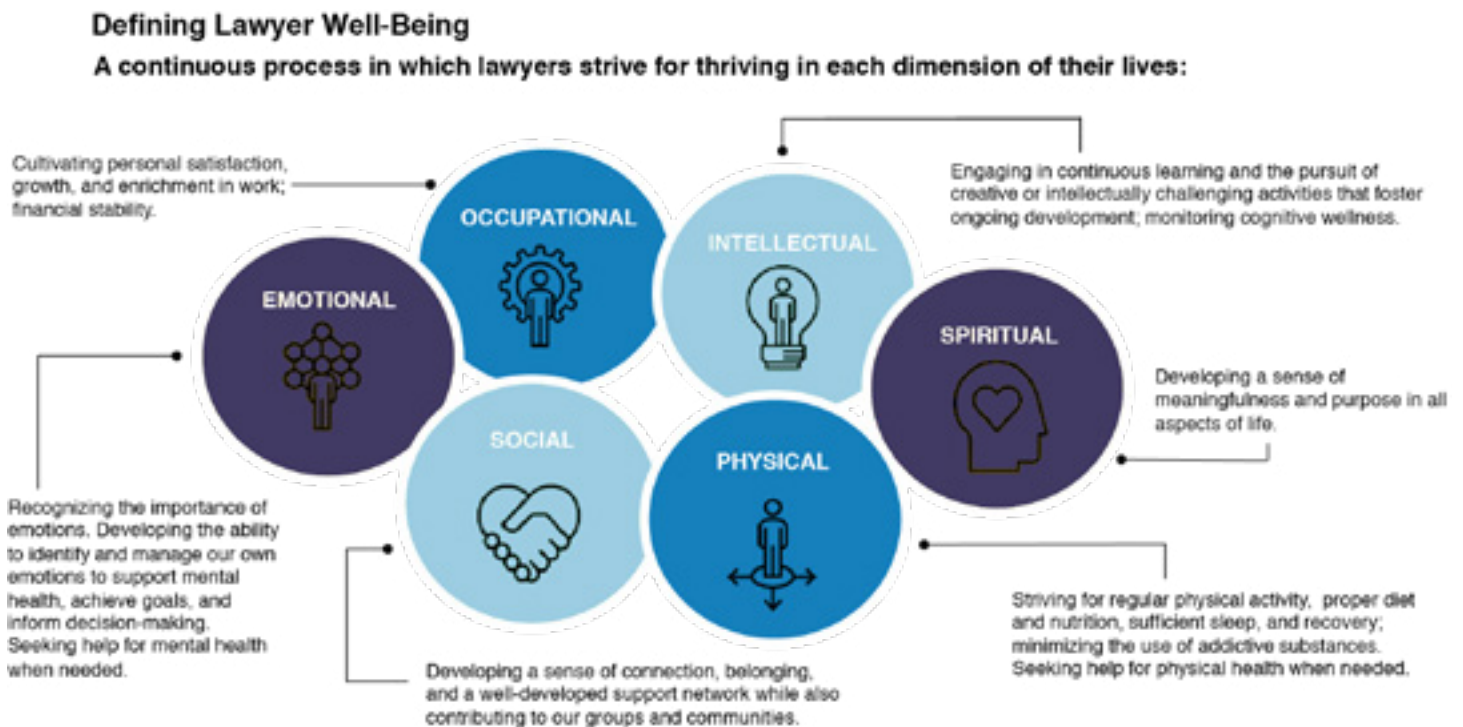 Defining Lawyer Well-Being
A continuous process in which lawyers strive for thriving in each dimension of their lives:
Cultivating personal satisfaction,
growth, and enrichment in work;
financial stability.
OCCUPATIONAL
INTELLECTUAL
Engaging in continuous learning and the pursuit of
creative or intellectually challenging activities that foster
ongoing development; monitoring cognitive wellness.
EMOTIONAL
SPIRITUAL
Developing a sense of
meaningfulness and purpose in all
aspects of life.
SOCIAL
PHYSICAL
Recognizing the importance of
emotions. Developing the ability
to identify and manage our own
emotions to support mental
health, achieve goals, and
inform decision-making.
Seeking help for mental health
when needed.
Developing a sense of connection, belonging,
and a well-developed support network while also
contributing to our groups and communities.
Striving for regular physical activity, proper diet
and nutrition, sufficient sleep, and recovery;
minimizing the use of addictive substances.
Seeking help for physical health when needed.